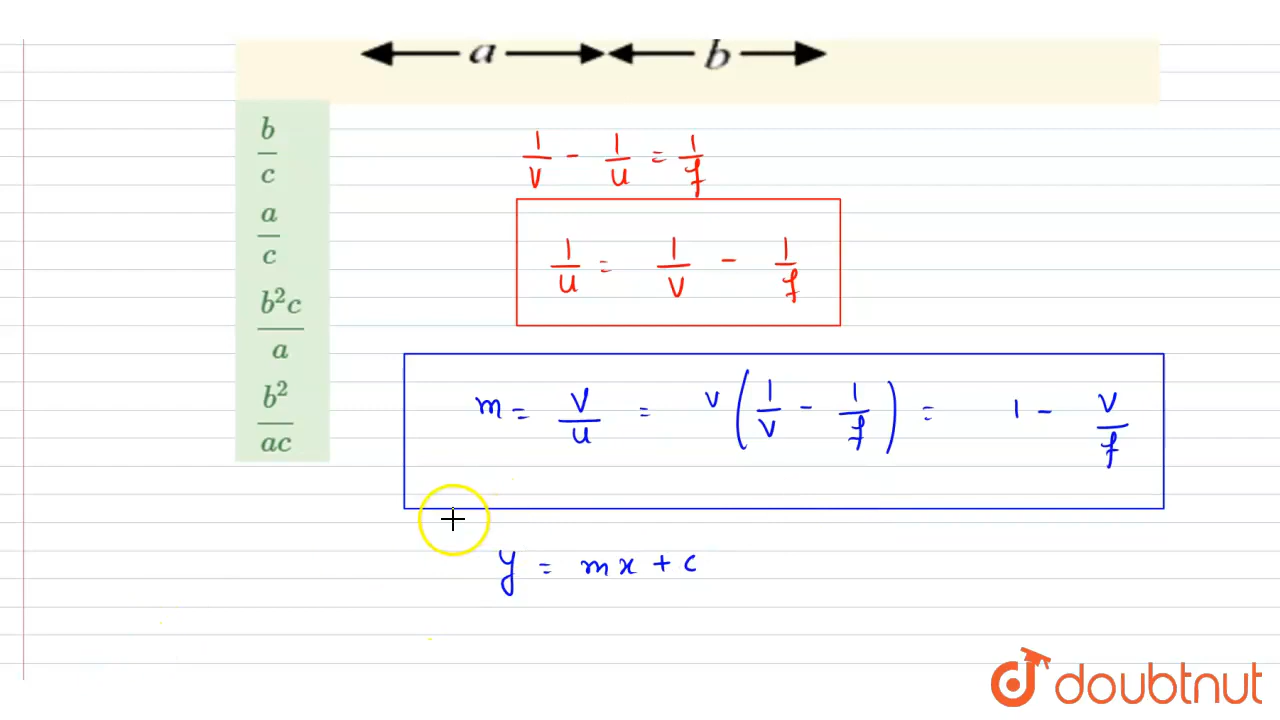 a b
b/c
a/c
b²c/a
b²/ac
1/v - 1/u = 1/f
1/u = 1/v - 1/f
m = v/u = v(1/v - 1/f) = 1 - v/f
y = mx + c
doubtnut